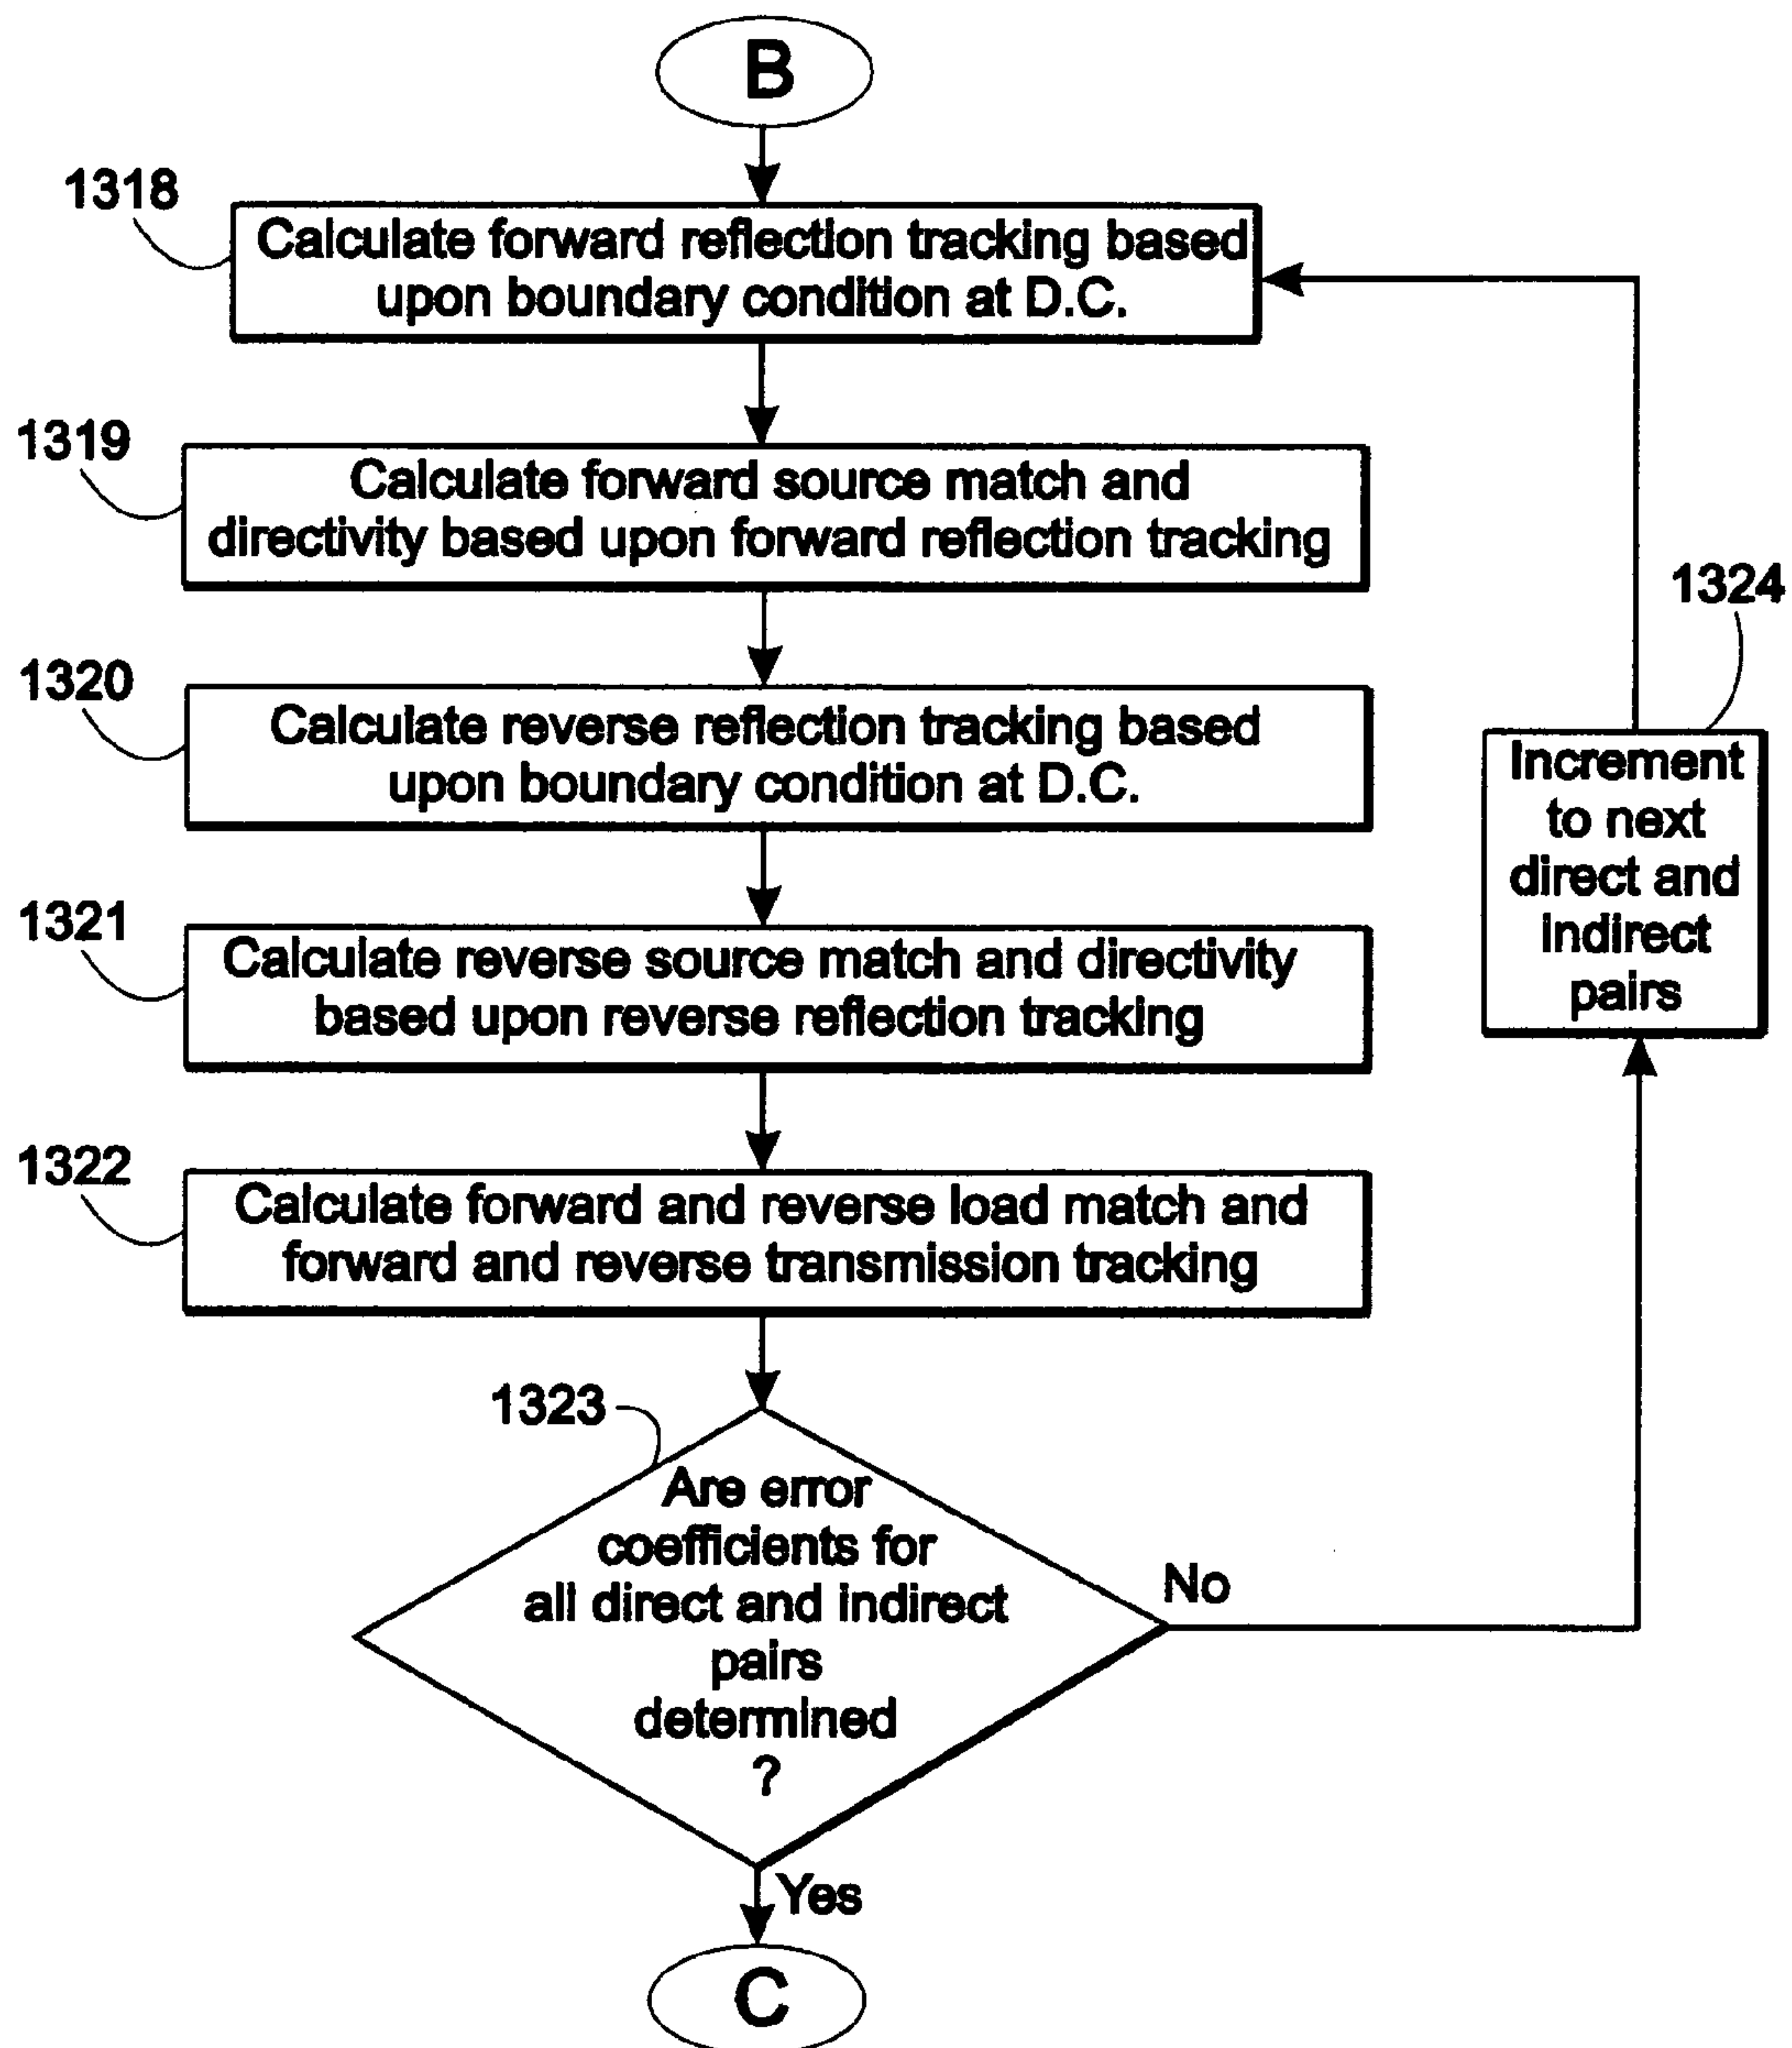 B
1318
Calculate forward reflection tracking based
upon boundary condition at D.C.
1319
Calculate forward source match and
directivity based upon forward reflection tracking
1324
1320
Calculate reverse reflection tracking based
upon boundary condition at D.C.
Increment
to next
direct and
indirect
pairs
1321
Calculate reverse source match and directivity
based upon reverse reflection tracking
1322
Calculate forward and reverse load match and
forward and reverse transmission tracking
1323
Are error
coefficients for
all direct and indirect
pairs
determined
?
No
Yes
C